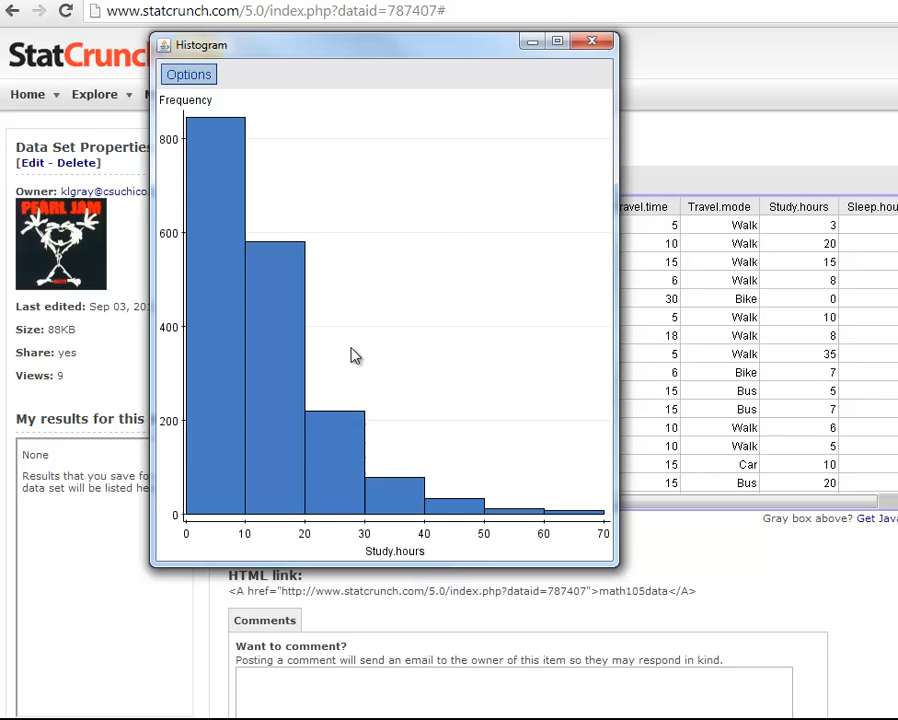 www.statcrunch.com/5.0/index.php?dataid=787407#
StatCrunch
Home Explore
Histogram
Options
Frequency
800
600
400
200
0
0 10 20 30 40 50 60 70
Study.hours
Data Set Properties
[Edit - Delete]
Owner: klgray@csuchico
PEARL JAM
Last edited: Sep 03,
Size: 88KB
Share: yes
Views: 9
My results for this
None
Results that you save fo
data set will be listed he
ravel.time Travel.mode Study.hours Sleep.hou
5 Walk 3
10 Walk 20
15 Walk 15
6 Walk 8
30 Bike 0
5 Walk 10
18 Walk 8
5 Walk 35
6 Bike 7
15 Bus 5
15 Bus 7
10 Walk 6
10 Walk 5
15 Car 10
15 Bus 20
Gray box above? Get Jav
HTML link:
<A href="http://www.statcrunch.com/5.0/index.php?dataid=787407">math105data</A>
Comments
Want to comment?
Posting a comment will send an email to the owner of this item so they may respond in kind.